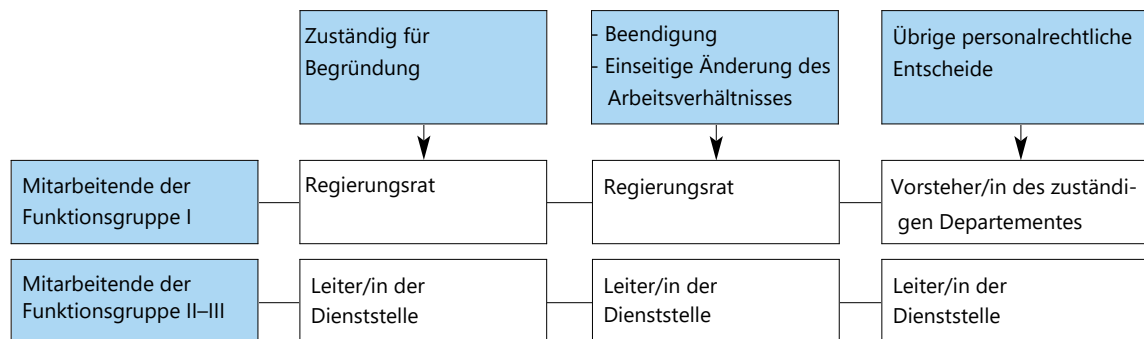 Zuständig für
Begründung
- Beendigung
- Einseitige Änderung des
Arbeitsverhältnisses
Übrige personalrechtliche
Entscheide
Mitarbeitende der
Funktionsgruppe I
Regierungsrat
Regierungsrat
Vorsteher/in des zuständi-
gen Departementes
Mitarbeitende der
Funktionsgruppe II–III
Leiter/in der
Dienststelle
Leiter/in der
Dienststelle
Leiter/in der
Dienststelle